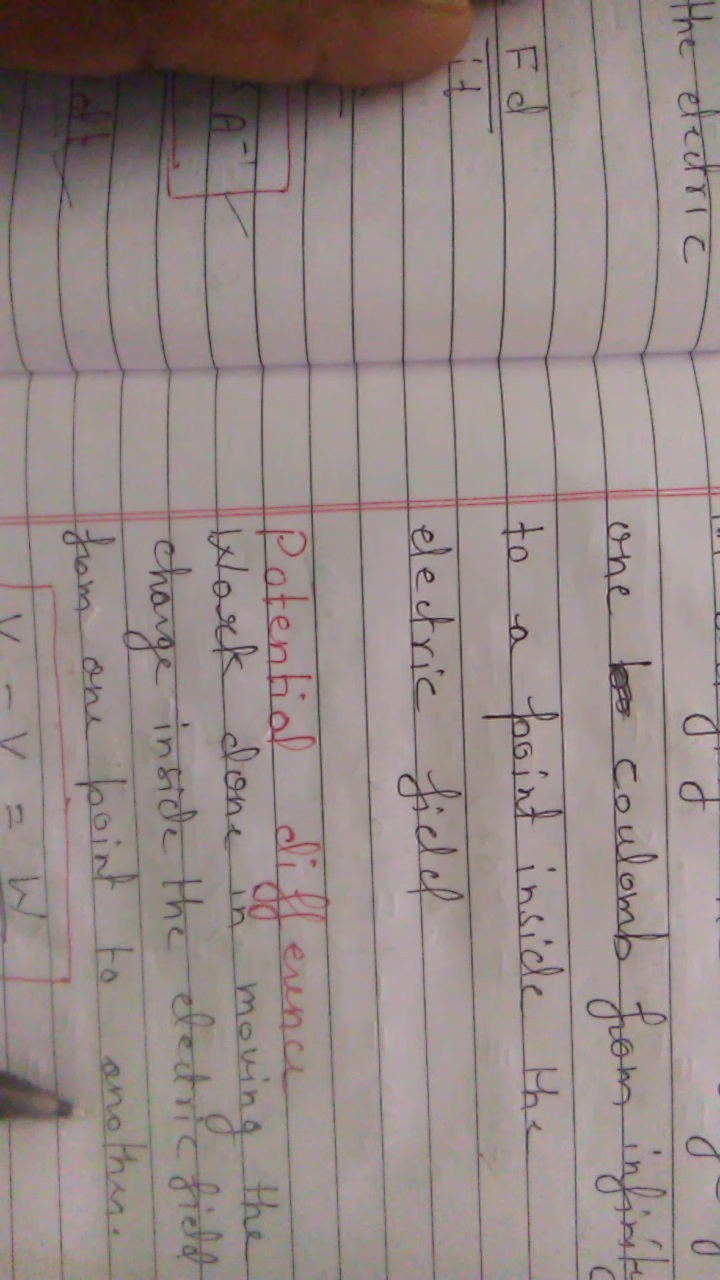 the electric
Fd
it
A⁻¹
one coulomb from infinite
to a point inside the
electric field
Potential difference
Work done in moving the
charge inside the electric field
from one point to another.
V - V = W